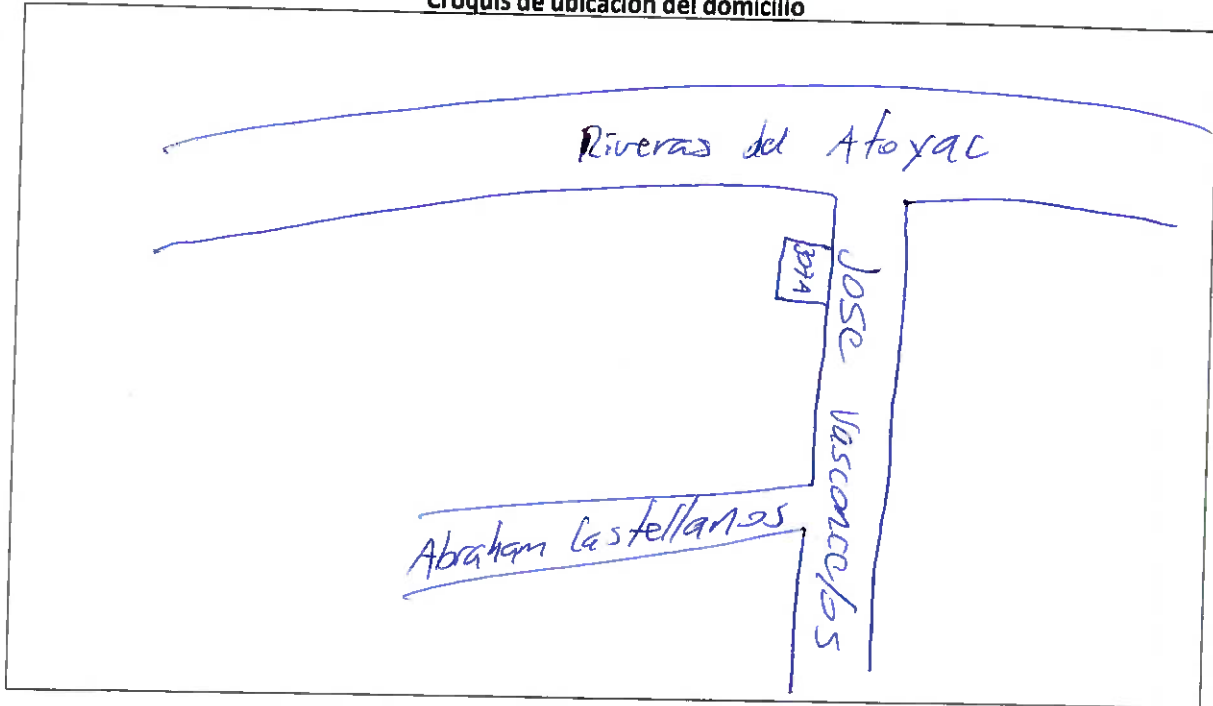 Croquis de ubicación del domicilio
Riveras del Atoyac
307A
Jose Vasconcelos
Abraham Castellanos